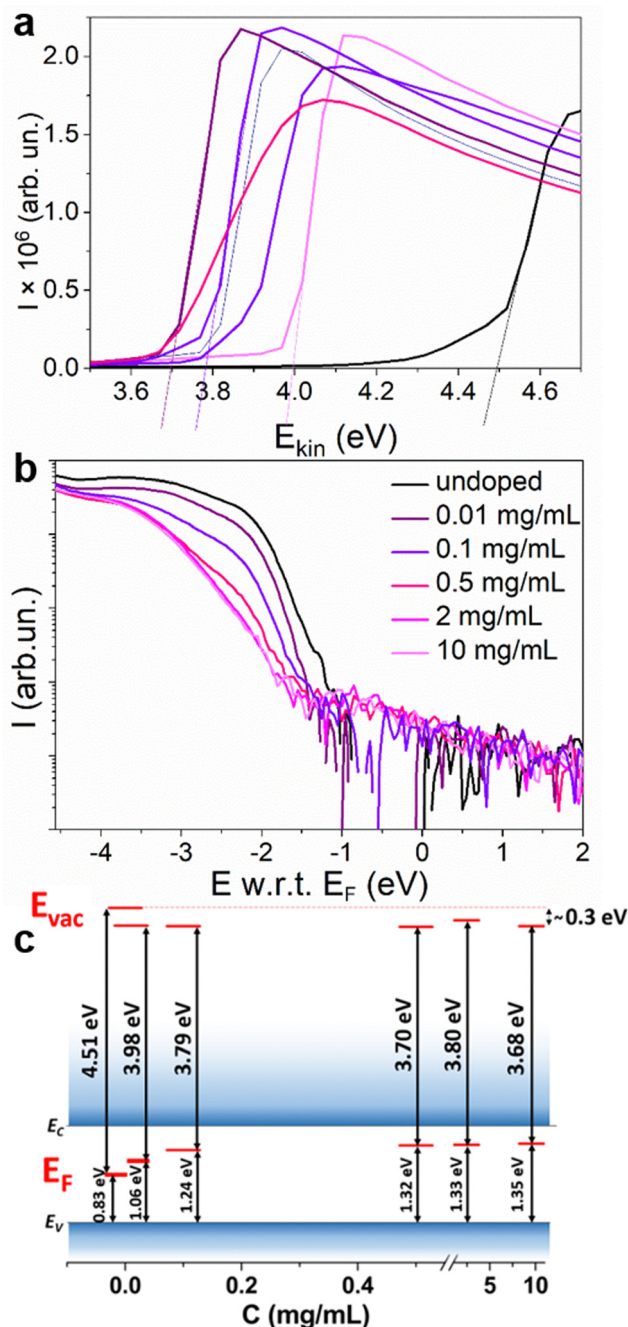 a
2.0
1.5
1.0
0.5
0.0
I × 10⁶ (arb. un.)
3.6 3.8 4.0 4.2 4.4 4.6
E_kin (eV)
b
undoped
0.01 mg/mL
0.1 mg/mL
0.5 mg/mL
2 mg/mL
10 mg/mL
I (arb.un.)
-4 -3 -2 -1 0 1 2
E w.r.t. E_F (eV)
E_vac
~0.3 eV
c
4.51 eV
3.98 eV
3.79 eV
3.70 eV
3.80 eV
3.68 eV
E_C
E_F
0.83 eV
1.06 eV
1.24 eV
1.32 eV
1.33 eV
1.35 eV
E_V
0.0 0.2 0.4 5 10
C (mg/mL)